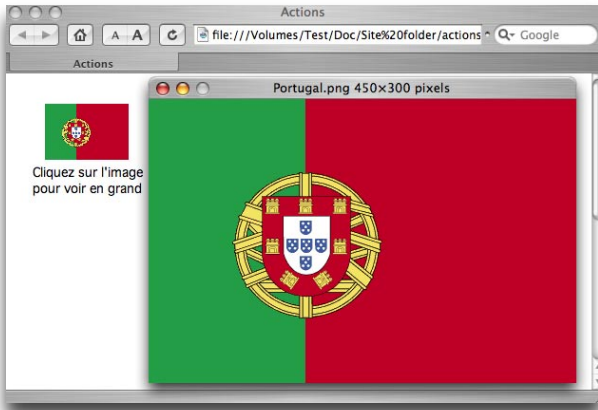 Actions
A A
file:///Volumes/Test/Doc/Site%20folder/actions
Google
Actions
Portugal.png 450×300 pixels
Cliquez sur l'image
pour voir en grand